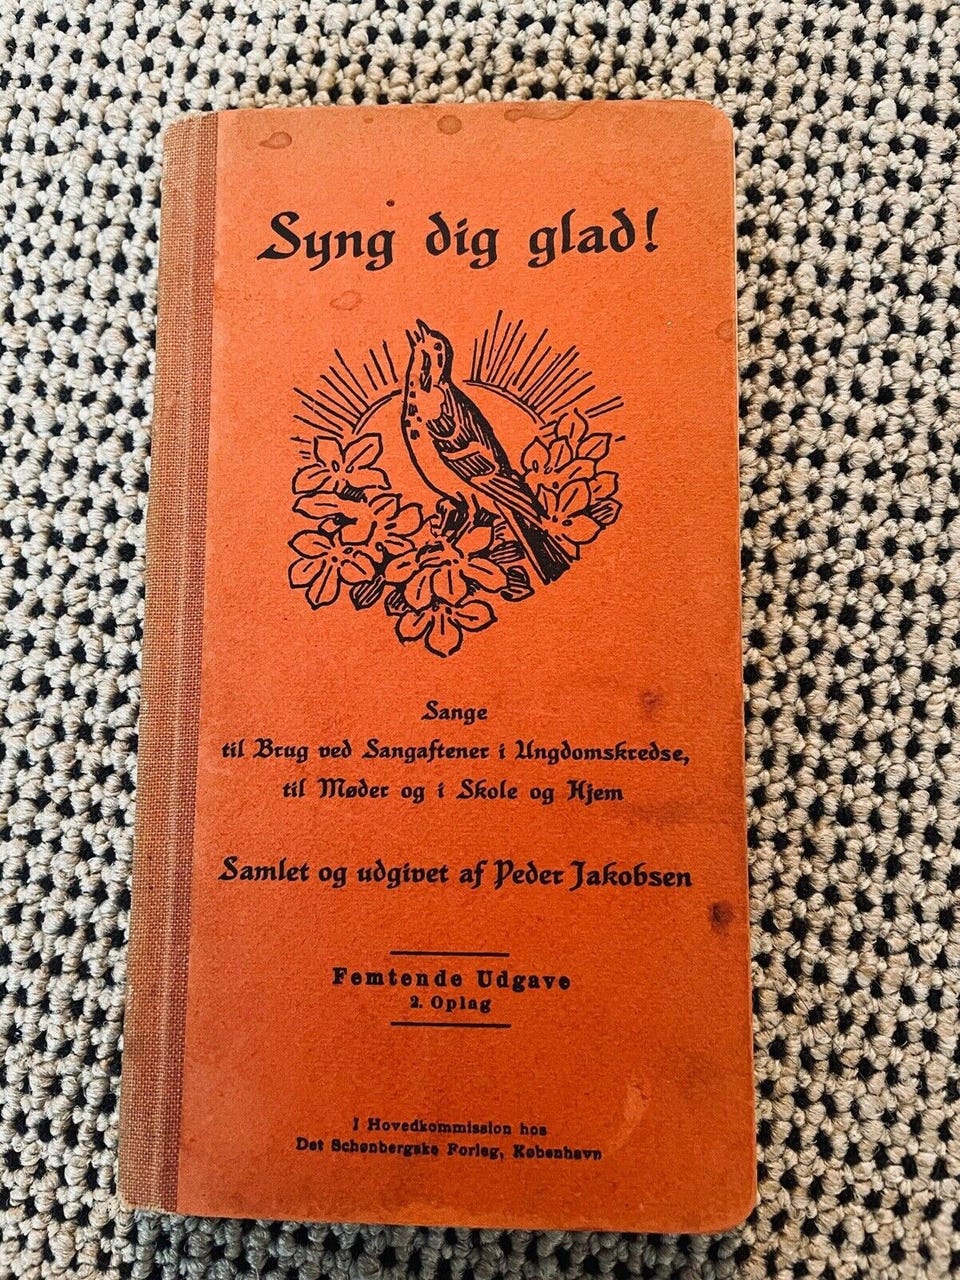 Syng dig glad!
Sange
til Brug ved Sangaftener i Ungdomskredse,
til Møder og i Skole og Hjem
Samlet og udgivet af Peder Jakobsen
Femtende Udgave
2. Oplag
I Hovedkommission hos
Det Schønbergske Forlag, København